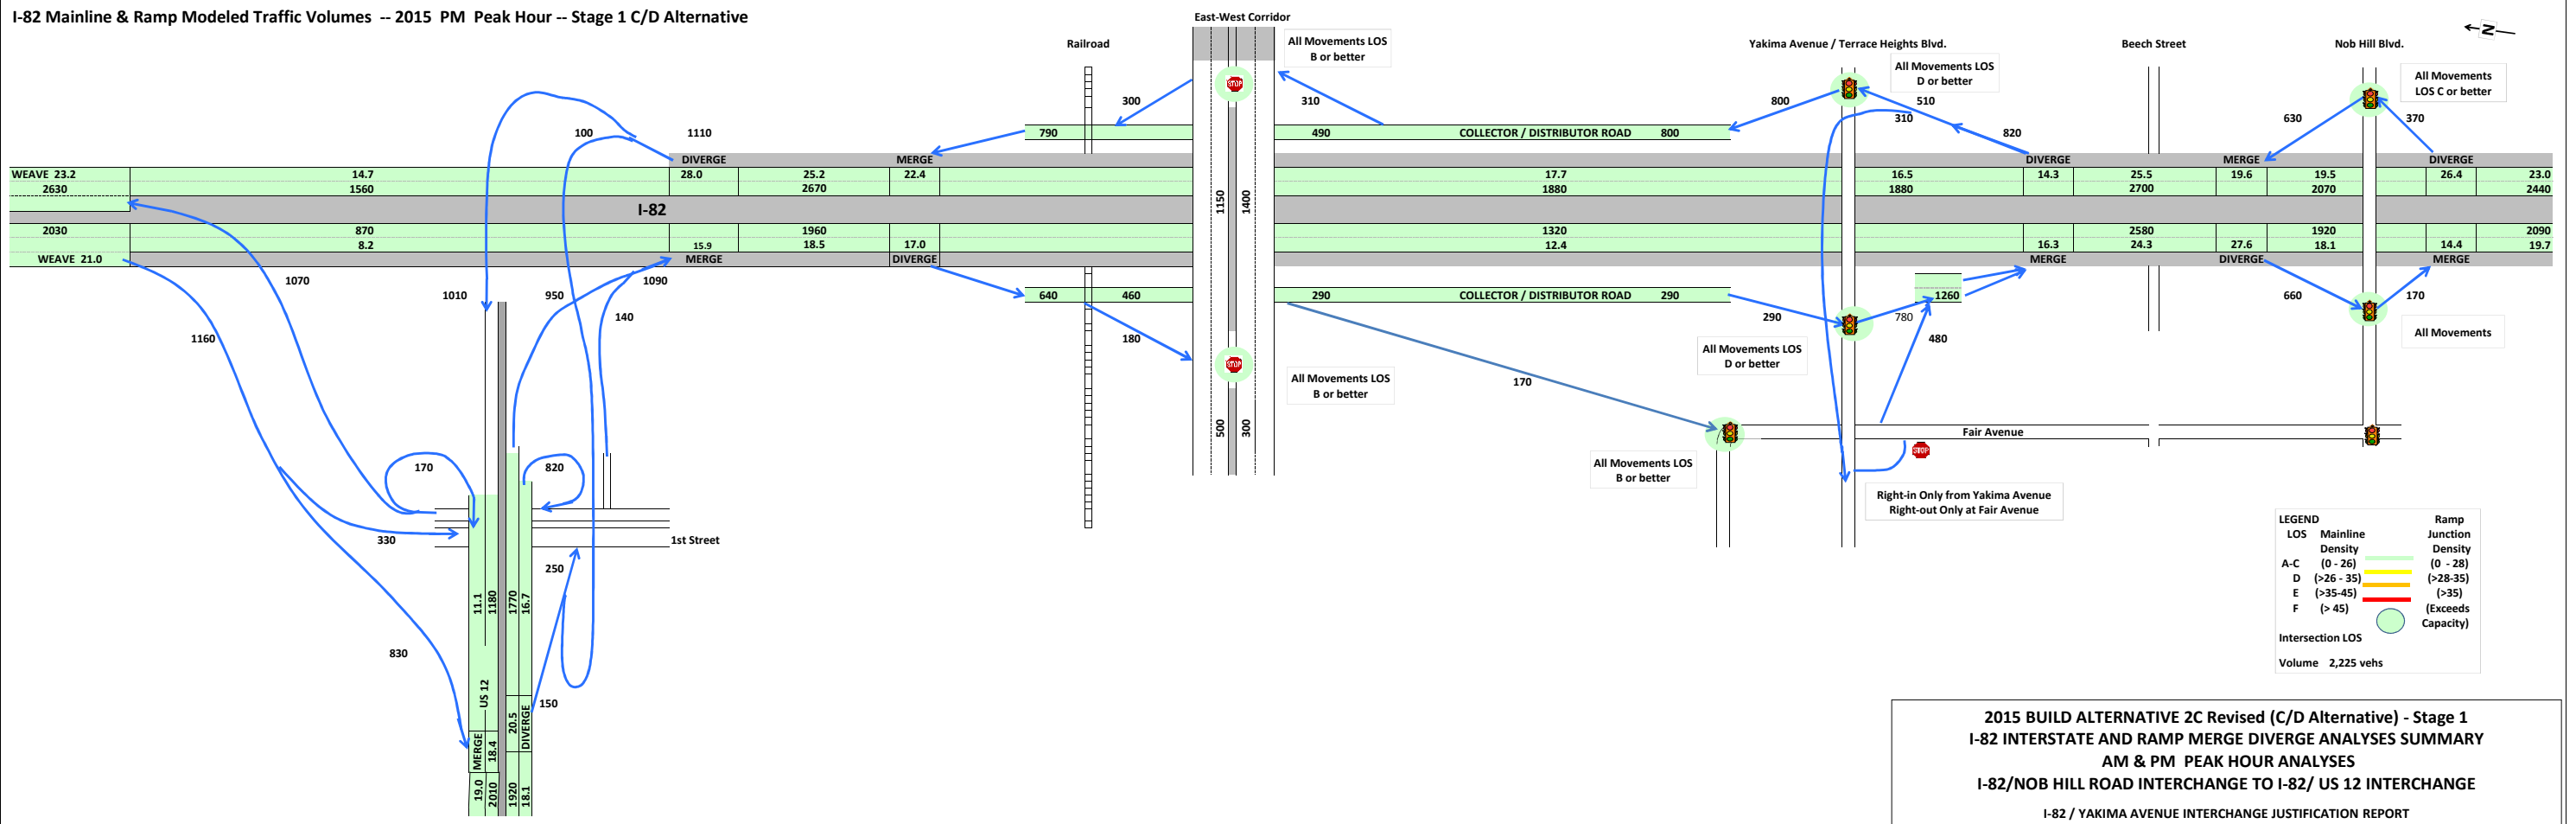 I-82 Mainline & Ramp Modeled Traffic Volumes -- 2015 PM Peak Hour -- Stage 1 C/D Alternative
East-West Corridor
Railroad
Yakima Avenue / Terrace Heights Blvd.
Beech Street
Nob Hill Blvd.
N
All Movements LOS
B or better
All Movements LOS
D or better
All Movements
LOS C or better
STOP
300
310
800
510
310
820
630
370
100
1110
790
490
COLLECTOR / DISTRIBUTOR ROAD
800
DIVERGE
MERGE
DIVERGE
MERGE
DIVERGE
WEAVE 23.2
14.7
28.0
25.2
22.4
17.7
16.5
14.3
25.5
19.6
19.5
26.4
23.0
2630
1560
2670
1880
1880
2700
2070
2440
I-82
1150
1400
2030
870
1960
1320
2580
1920
2090
8.2
15.9
18.5
17.0
12.4
16.3
24.3
27.6
18.1
14.4
19.7
WEAVE 21.0
MERGE
DIVERGE
MERGE
DIVERGE
MERGE
1070
1010
950
1090
140
1160
640
460
290
COLLECTOR / DISTRIBUTOR ROAD
290
1260
660
170
290
780
480
180
STOP
All Movements
All Movements LOS
D or better
All Movements LOS
B or better
170
500
300
Fair Avenue
STOP
All Movements LOS
B or better
Right-in Only from Yakima Avenue
Right-out Only at Fair Avenue
170
820
330
1st Street
250
11.1
1180
1770
16.7
830
US 12
150
MERGE
18.4
20.5
DIVERGE
19.0
2010
1920
18.1
LEGEND
Ramp
LOS Mainline Junction
Density Density
A-C (0 - 26) (0 - 28)
D (>26 - 35) (>28-35)
E (>35-45) (>35)
F (> 45) (Exceeds
Capacity)
Intersection LOS
Volume 2,225 vehs
2015 BUILD ALTERNATIVE 2C Revised (C/D Alternative) - Stage 1
I-82 INTERSTATE AND RAMP MERGE DIVERGE ANALYSES SUMMARY
AM & PM PEAK HOUR ANALYSES
I-82/NOB HILL ROAD INTERCHANGE TO I-82/ US 12 INTERCHANGE
I-82 / YAKIMA AVENUE INTERCHANGE JUSTIFICATION REPORT